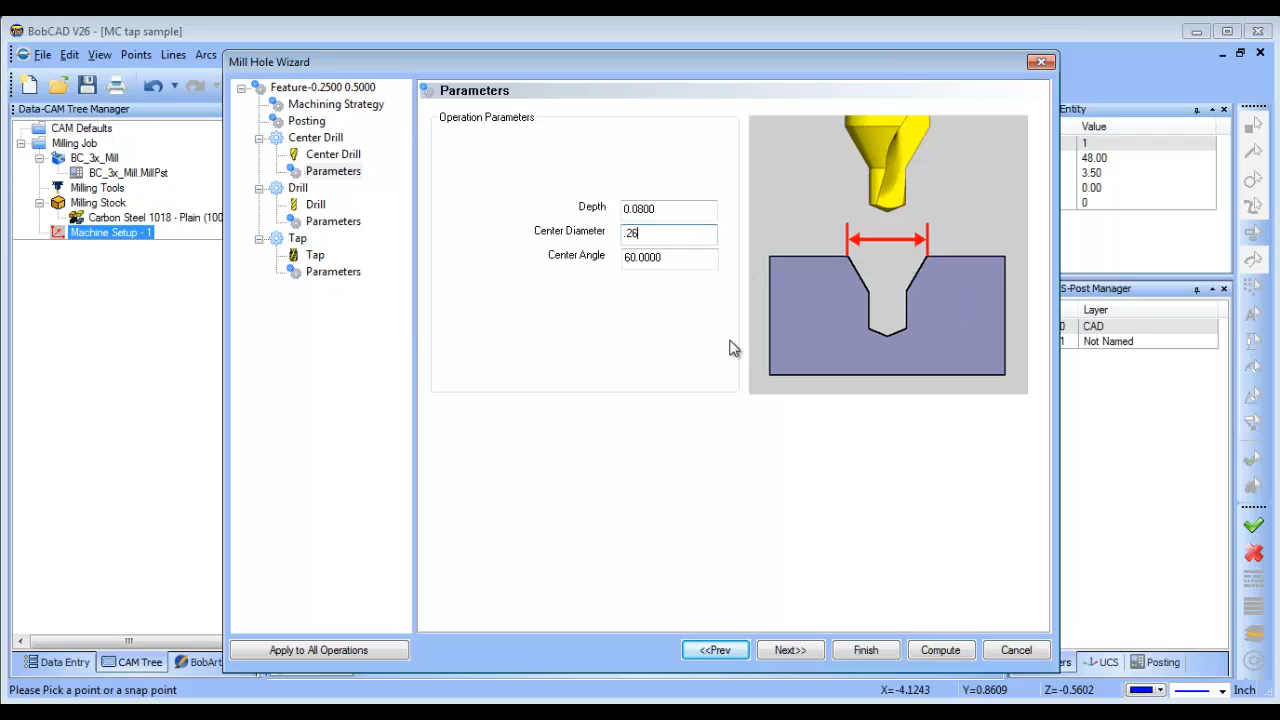 BobCAD V26 - [MC tap sample]
File Edit View Points Lines Arcs
Data-CAM Tree Manager
CAM Defaults
Milling Job
BC_3x_Mill
BC_3x_Mill.MillPst
Milling Tools
Milling Stock
Carbon Steel 1018 - Plain (100
Machine Setup - 1
Mill Hole Wizard
Feature-0.2500 0.5000
Machining Strategy
Posting
Center Drill
Center Drill
Parameters
Drill
Drill
Parameters
Tap
Tap
Parameters
Parameters
Operation Parameters
Depth 0.0800
Center Diameter .26
Center Angle 60.0000
Entity
Value
1
48.00
3.50
0.00
0
S-Post Manager
Layer
0 CAD
1 Not Named
Apply to All Operations
<<Prev Next>> Finish Compute Cancel
Data Entry CAM Tree BobArt
ers UCS Posting
Please Pick a point or a snap point
X= -4.1243 Y=0.8609 Z= -0.5602 Inch